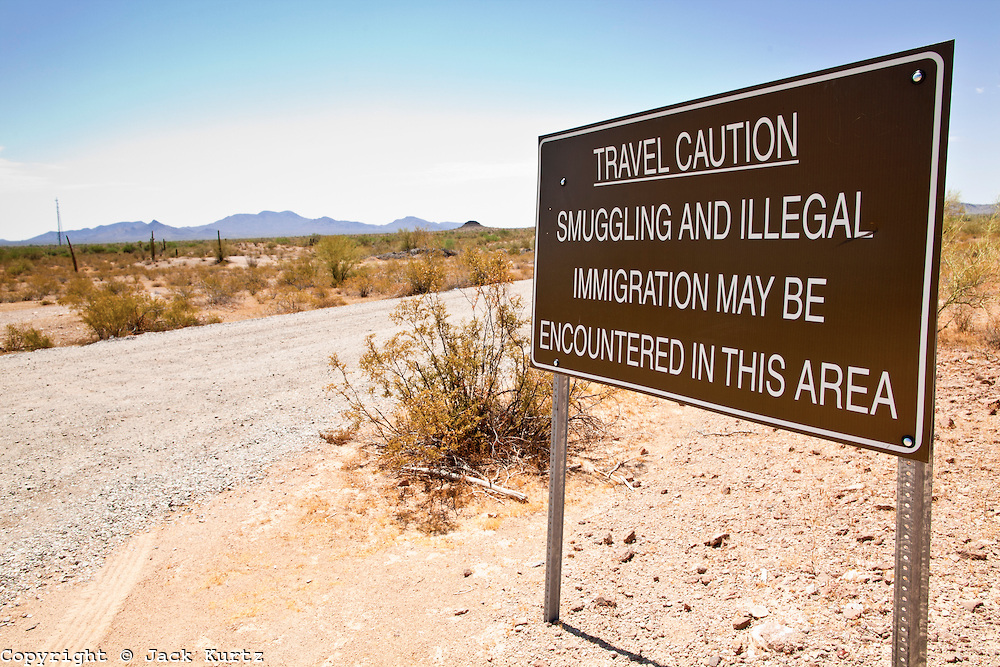 TRAVEL CAUTION
SMUGGLING AND ILLEGAL
IMMIGRATION MAY BE
ENCOUNTERED IN THIS AREA
Copyright © Jack Kurtz